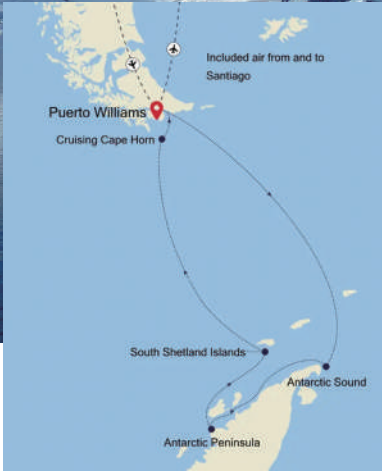 Included air from and to
Santiago
Puerto Williams
Cruising Cape Horn
South Shetland Islands
Antarctic Sound
Antarctic Peninsula